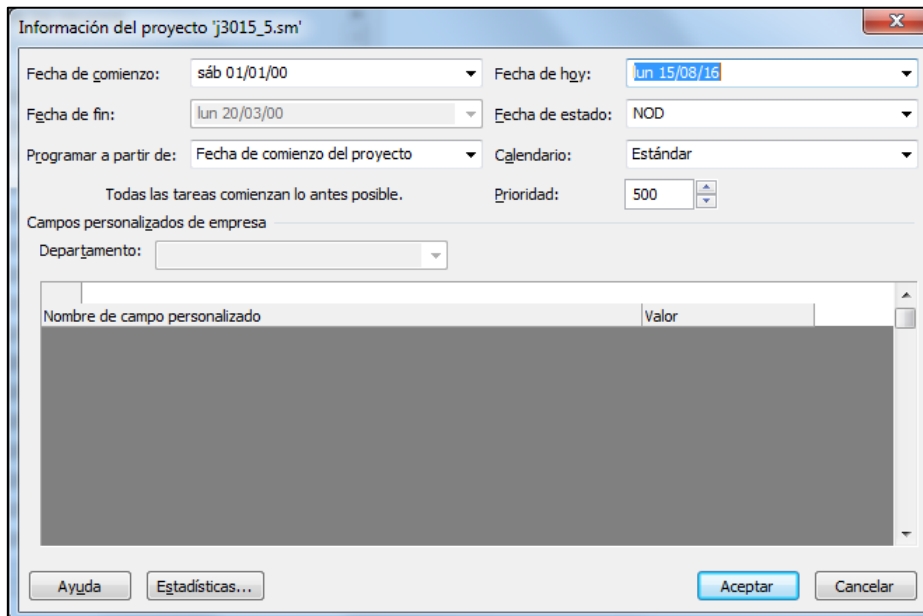 Información del proyecto 'j3015_5.sm'
Fecha de comienzo: sáb 01/01/00 Fecha de hoy: lun 15/08/16
Fecha de fin: lun 20/03/00 Fecha de estado: NOD
Programar a partir de: Fecha de comienzo del proyecto Calendario: Estándar
Todas las tareas comienzan lo antes posible. Prioridad: 500
Campos personalizados de empresa
Departamento:
Nombre de campo personalizado Valor
Ayuda Estadísticas... Aceptar Cancelar